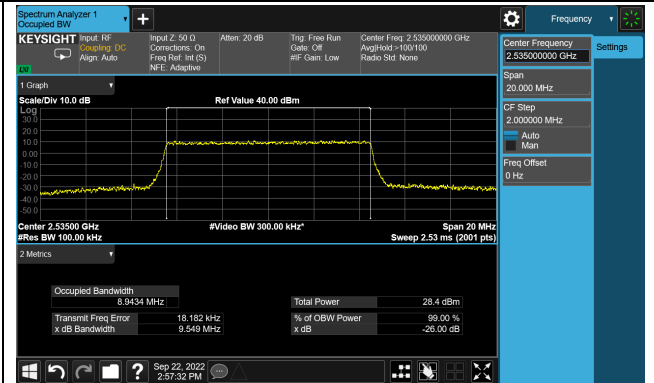 Spectrum Analyzer 1
Occupied BW
Frequency
KEYSIGHT
Input: RF
Coupling: DC
Align: Auto
Input Z: 50 Ω
Corrections: On
Freq Ref: Int (S)
NFE: Adaptive
Atten: 20 dB
Trig: Free Run
Gate: Off
#IF Gain: Low
Center Freq: 2.535000000 GHz
Avg|Hold:>100/100
Radio Std: None
LXI
Center Frequency
2.535000000 GHz
Settings
Span
20.000 MHz
CF Step
2.000000 MHz
Auto
Man
Freq Offset
0 Hz
1 Graph
Scale/Div 10.0 dB
Ref Value 40.00 dBm
Log
30.0
20.0
10.0
0.00
-10.0
-20.0
-30.0
-40.0
-50.0
Center 2.53500 GHz
#Video BW 300.00 kHz*
Span 20 MHz
#Res BW 100.00 kHz
Sweep 2.53 ms (2001 pts)
2 Metrics
Occupied Bandwidth
8.9434 MHz
Total Power 28.4 dBm
Transmit Freq Error 18.182 kHz
% of OBW Power 99.00 %
x dB Bandwidth 9.549 MHz
x dB -26.00 dB
?
Sep 22, 2022
2:57:32 PM